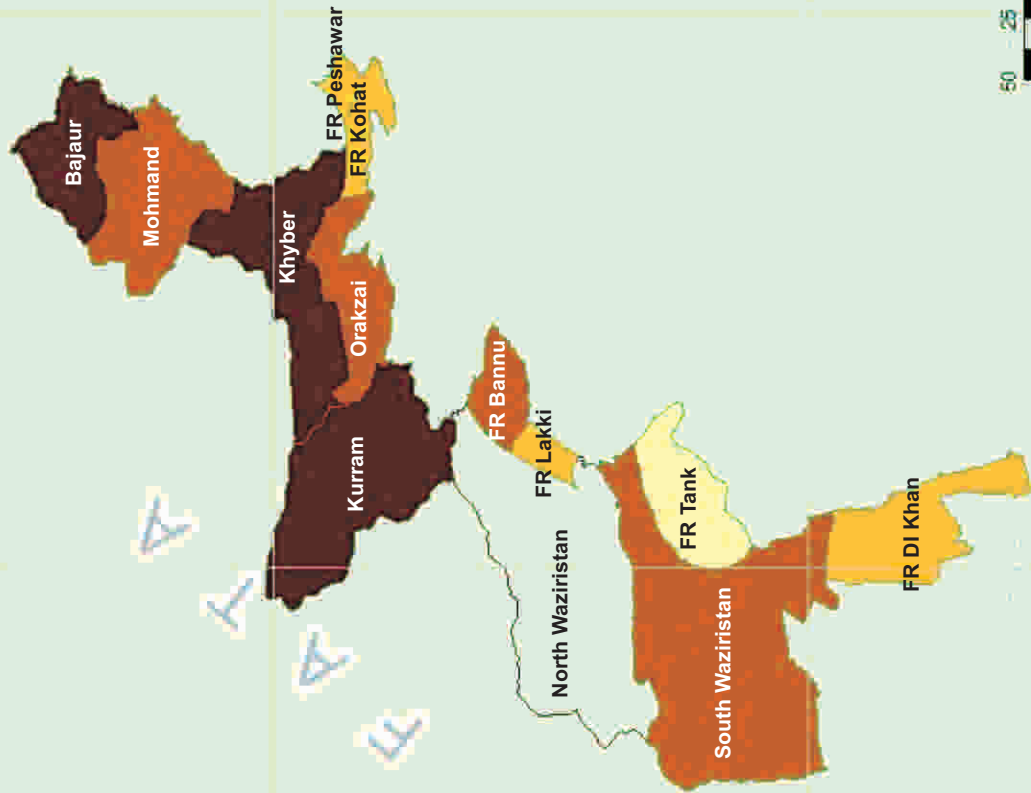 FATA
Bajaur
Mohmand
Khyber
FR Peshawar
FR Kohat
Orakzai
Kurram
FR Bannu
FR Lakki
North Waziristan
FR Tank
South Waziristan
FR DI Khan
50 25